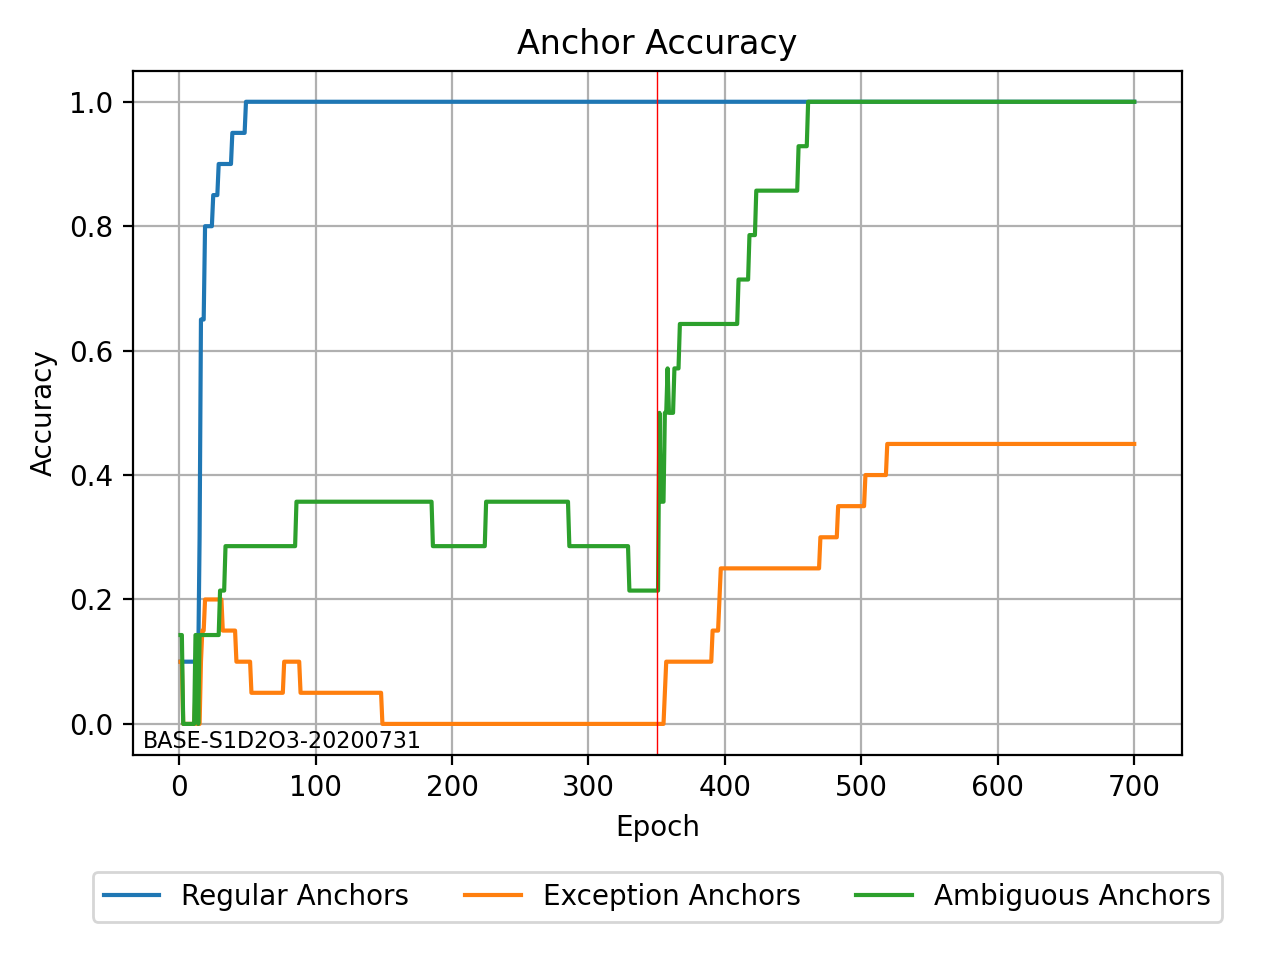 Anchor Accuracy
1.0
0.8
0.6
0.4
0.2
0.0
Accuracy
BASE-S1D2O3-20200731
0 100 200 300 400 500 600 700
Epoch
Regular Anchors Exception Anchors Ambiguous Anchors